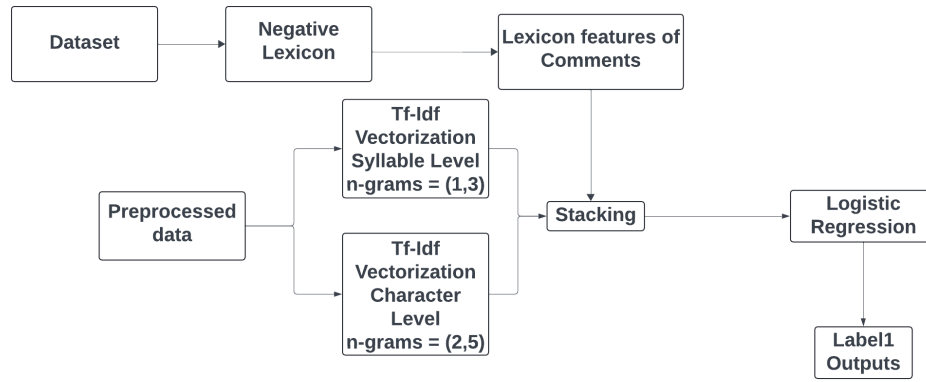 Dataset
Negative
Lexicon
Lexicon features of
Comments
Tf-Idf
Vectorization
Syllable Level
n-grams = (1,3)
Preprocessed
data
Tf-Idf
Vectorization
Character
Level
n-grams = (2,5)
Stacking
Logistic
Regression
Label1
Outputs